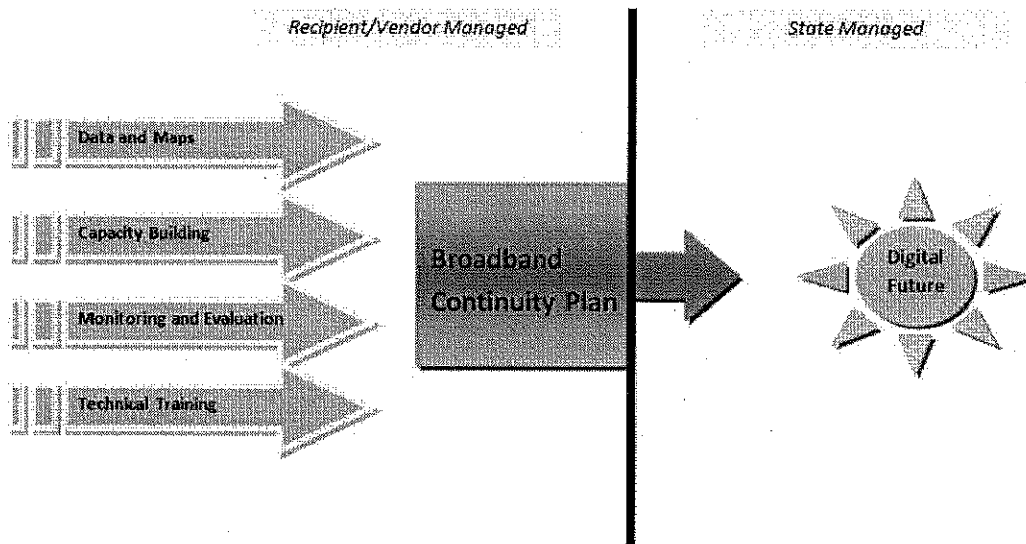 Recipient/Vendor Managed
State Managed
Data and Maps
Capacity Building
Monitoring and Evaluation
Technical Training
Broadband
Continuity Plan
Digital
Future